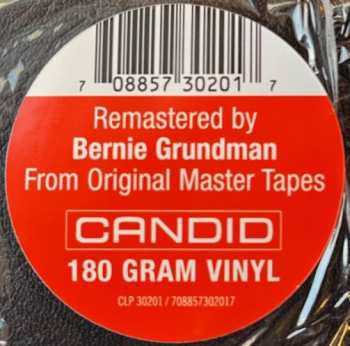 7 08857 30201 7
Remastered by
Bernie Grundman
From Original Master Tapes
CANDID
180 GRAM VINYL
CLP 30201 / 708857302017